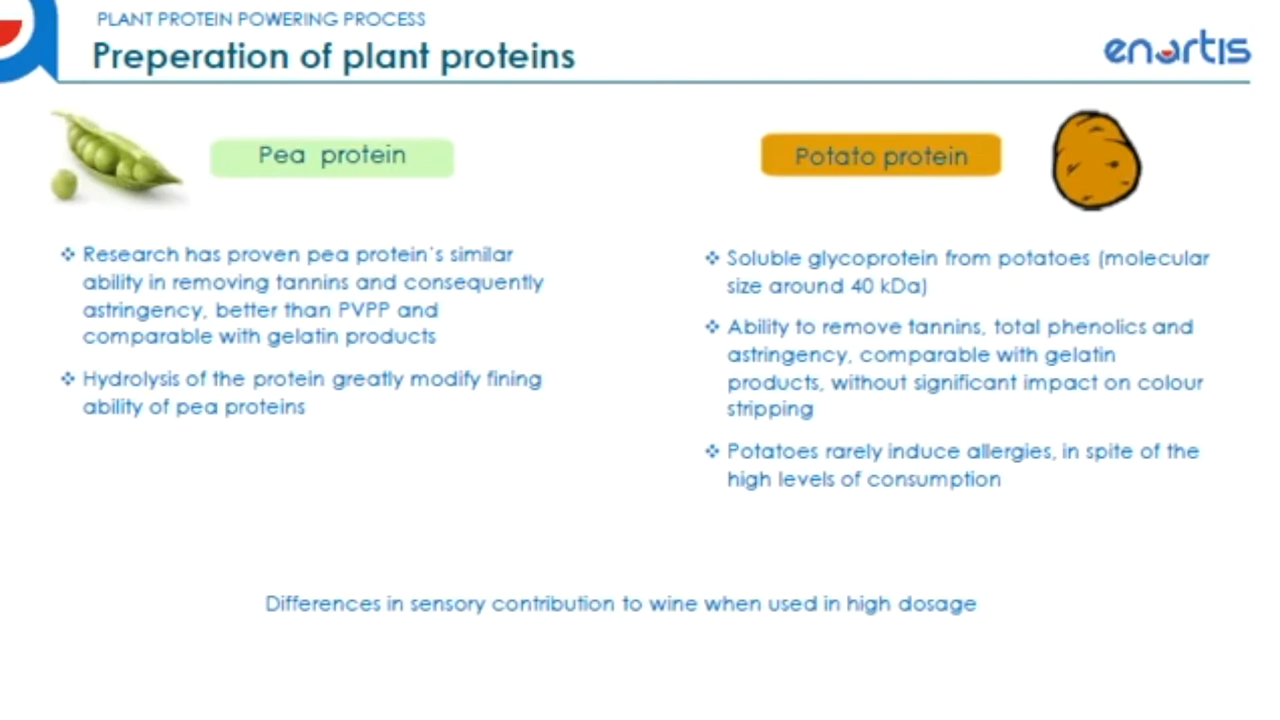 PLANT PROTEIN POWERING PROCESS
Preperation of plant proteins
enartis
Pea protein
❖ Research has proven pea protein's similar
ability in removing tannins and consequently
astringency, better than PVPP and
comparable with gelatin products
❖ Hydrolysis of the protein greatly modify fining
ability of pea proteins
Potato protein
❖ Soluble glycoprotein from potatoes (molecular
size around 40 kDa)
❖ Ability to remove tannins, total phenolics and
astringency, comparable with gelatin
products, without significant impact on colour
stripping
❖ Potatoes rarely induce allergies, in spite of the
high levels of consumption
Differences in sensory contribution to wine when used in high dosage